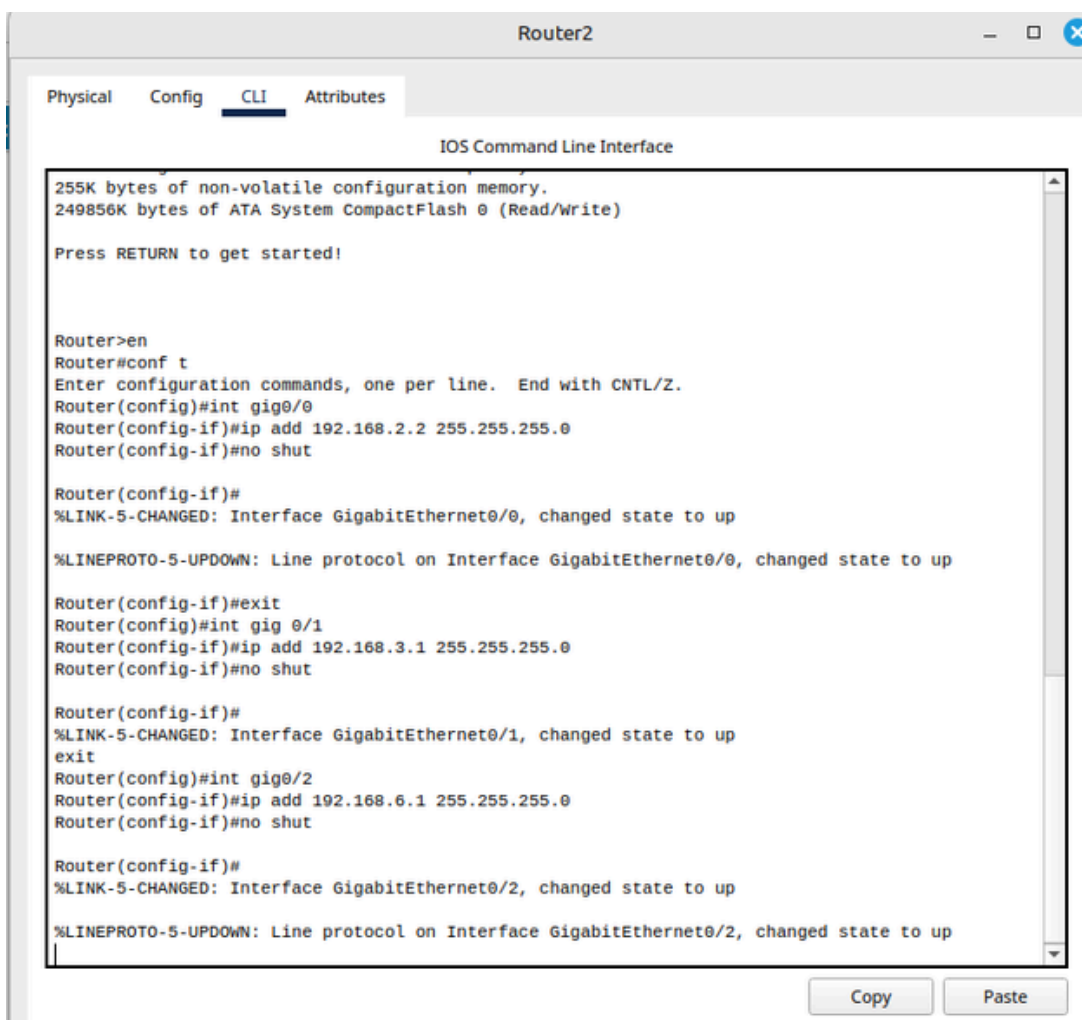 Router2
Physical Config CLI Attributes
IOS Command Line Interface
255K bytes of non-volatile configuration memory.
249856K bytes of ATA System CompactFlash 0 (Read/Write)
Press RETURN to get started!
Router>en
Router#conf t
Enter configuration commands, one per line.  End with CNTL/Z.
Router(config)#int gig0/0
Router(config-if)#ip add 192.168.2.2 255.255.255.0
Router(config-if)#no shut
Router(config-if)#
%LINK-5-CHANGED: Interface GigabitEthernet0/0, changed state to up
%LINEPROTO-5-UPDOWN: Line protocol on Interface GigabitEthernet0/0, changed state to up
Router(config-if)#exit
Router(config)#int gig 0/1
Router(config-if)#ip add 192.168.3.1 255.255.255.0
Router(config-if)#no shut
Router(config-if)#
%LINK-5-CHANGED: Interface GigabitEthernet0/1, changed state to up
exit
Router(config)#int gig0/2
Router(config-if)#ip add 192.168.6.1 255.255.255.0
Router(config-if)#no shut
Router(config-if)#
%LINK-5-CHANGED: Interface GigabitEthernet0/2, changed state to up
%LINEPROTO-5-UPDOWN: Line protocol on Interface GigabitEthernet0/2, changed state to up
Copy Paste